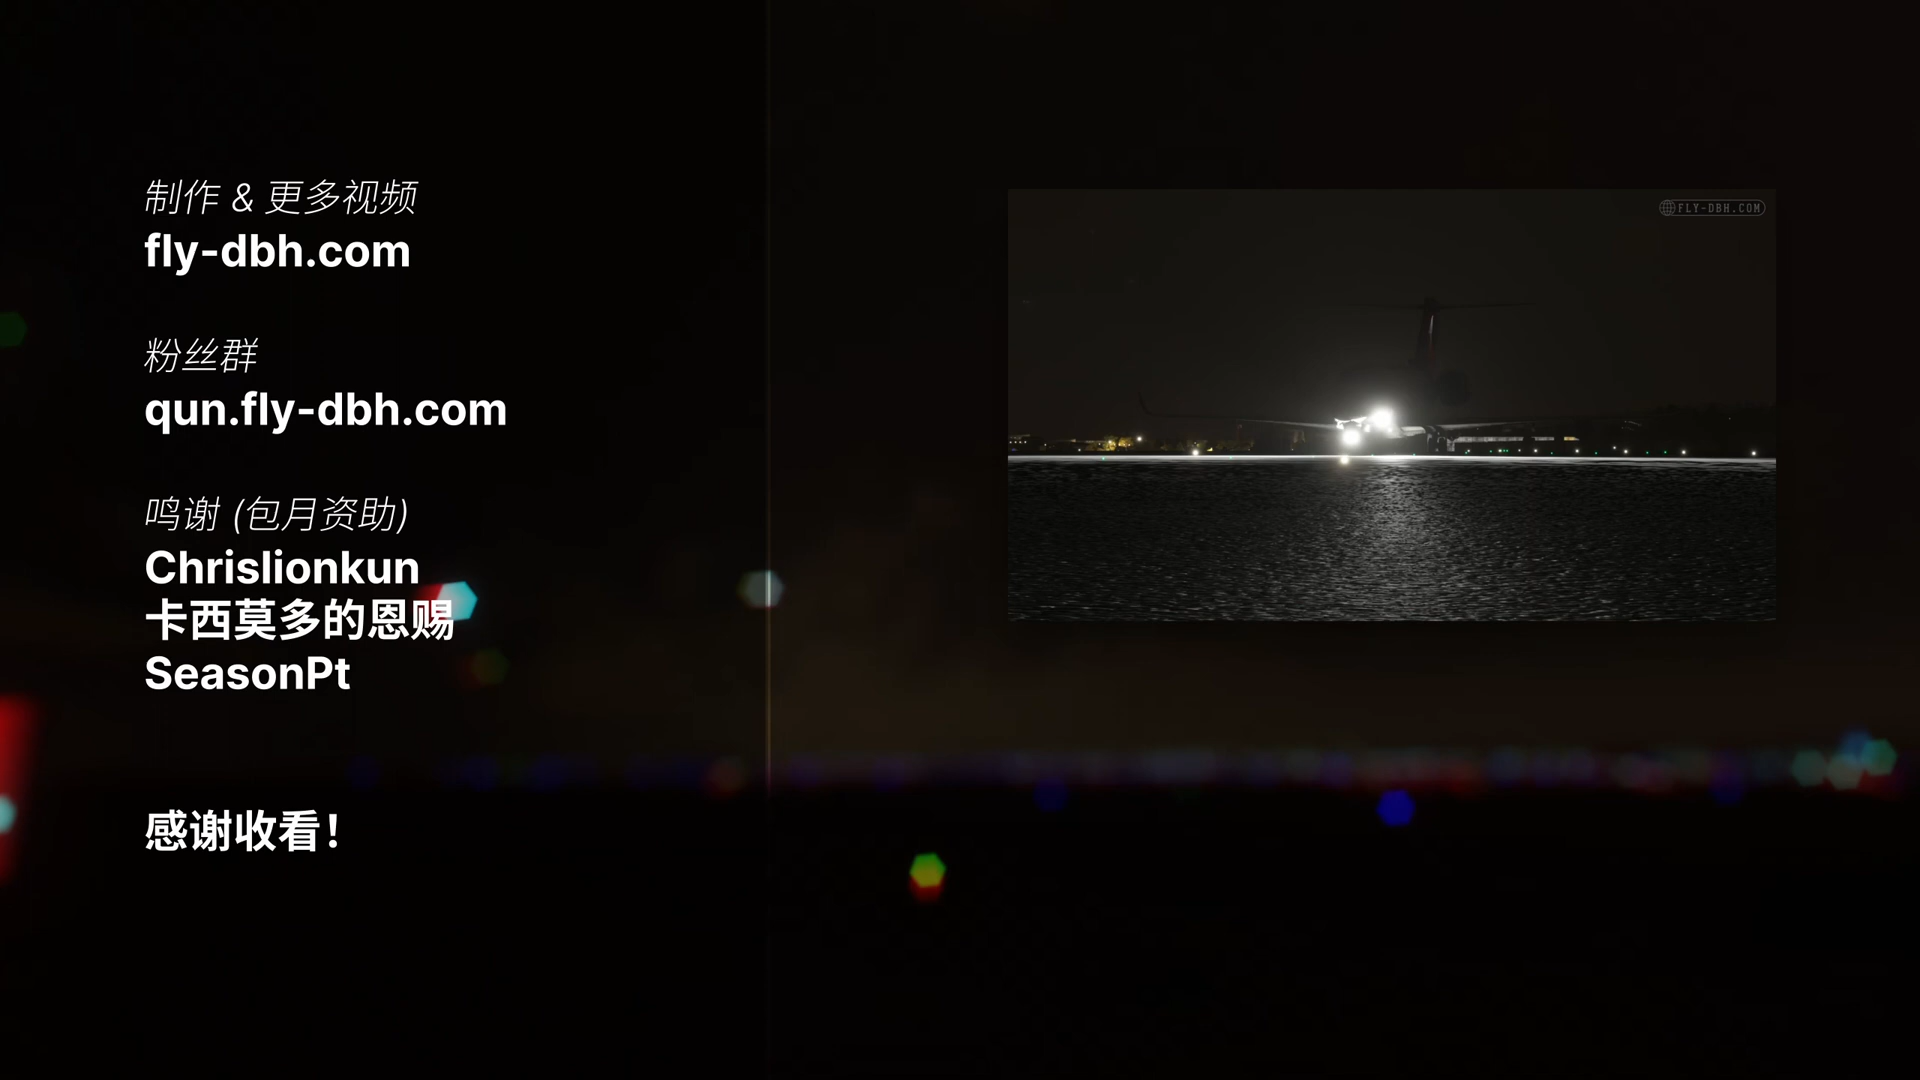 制作 & 更多视频
fly-dbh.com
粉丝群
qun.fly-dbh.com
鸣谢 (包月资助)
Chrislionkun
卡西莫多的恩赐
SeasonPt
感谢收看！
FLY-DBH.COM